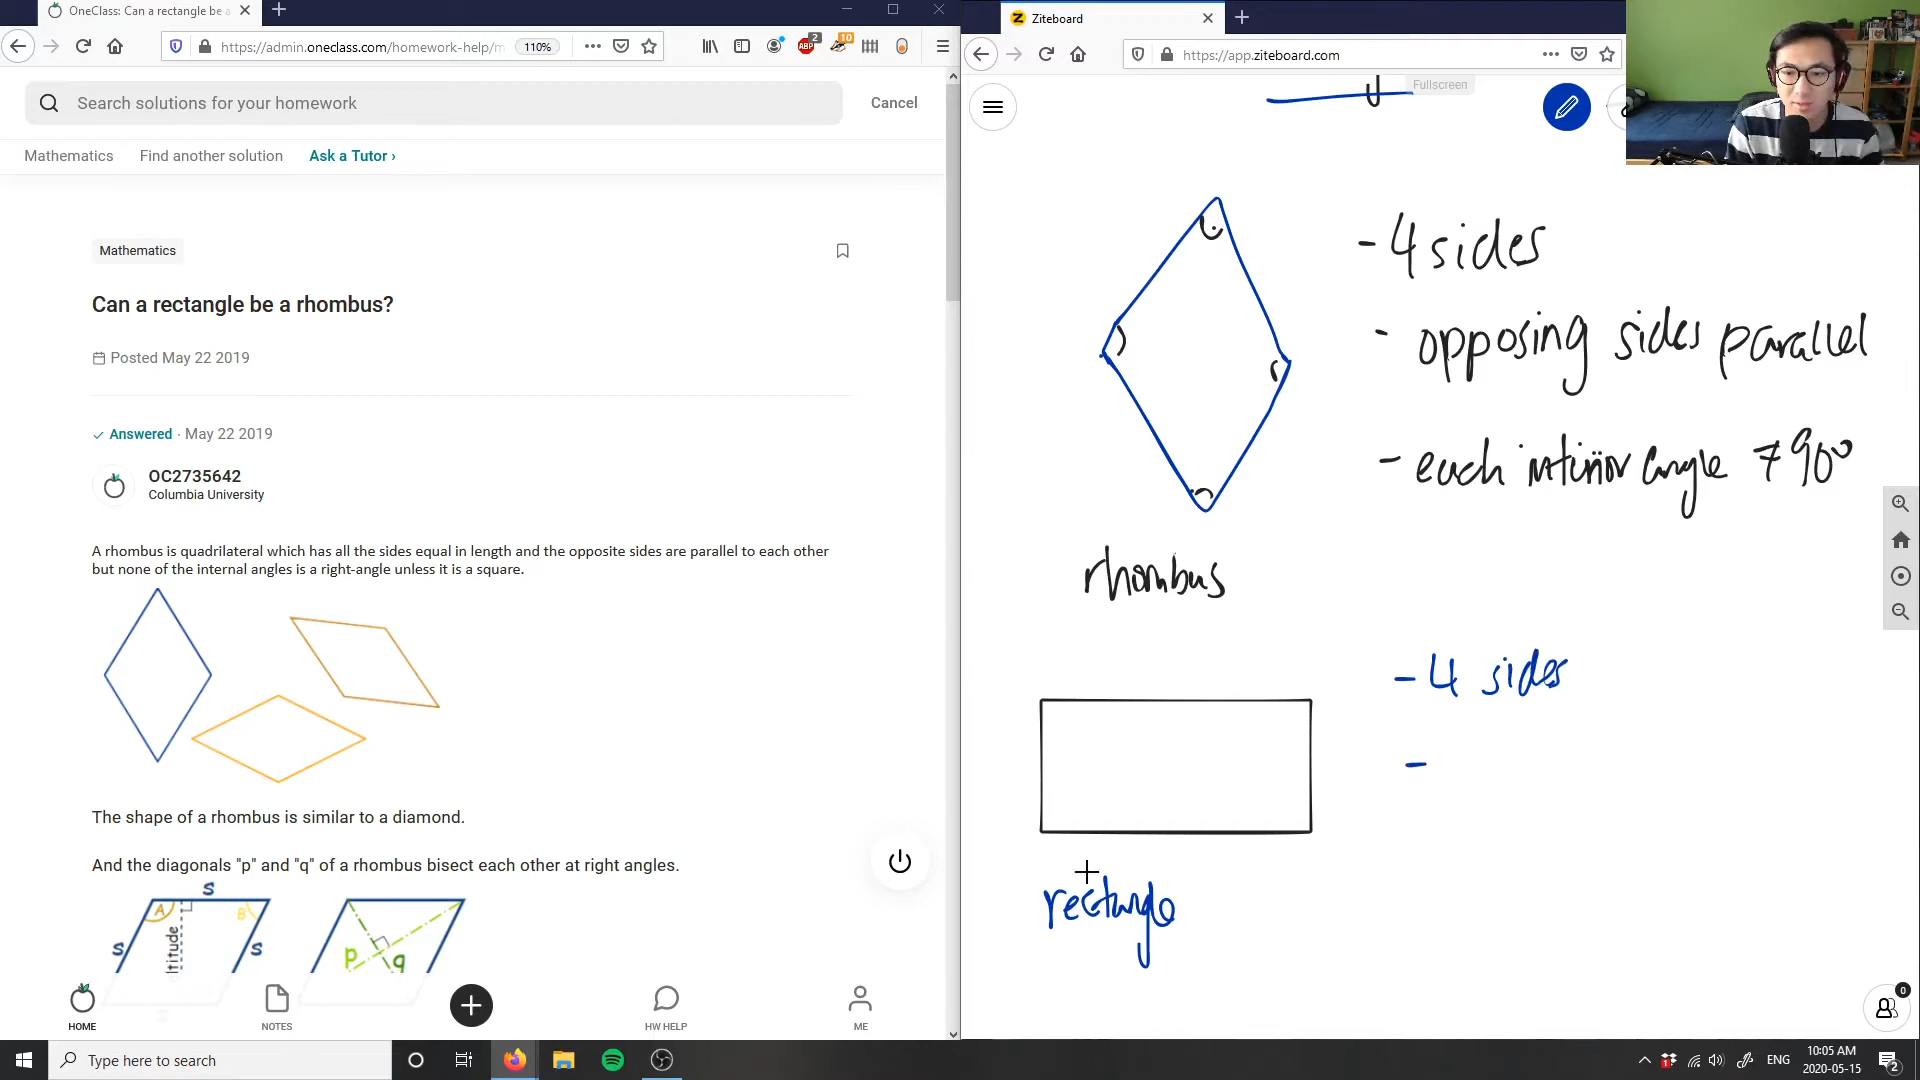 OneClass: Can a rectangle be a
https://admin.oneclass.com/homework-help/m
110%
ABP
2
10
Search solutions for your homework
Cancel
Mathematics
Find another solution
Ask a Tutor ›
Mathematics
Can a rectangle be a rhombus?
Posted May 22 2019
Answered · May 22 2019
OC2735642
Columbia University
A rhombus is quadrilateral which has all the sides equal in length and the opposite sides are parallel to each other
but none of the internal angles is a right-angle unless it is a square.
The shape of a rhombus is similar to a diamond.
And the diagonals "p" and "q" of a rhombus bisect each other at right angles.
S
A
B
S
S
ltitude
p
q
HOME
NOTES
HW HELP
ME
Ziteboard
https://app.ziteboard.com
Fullscreen
- 4 sides
- opposing sides parallel
- each interior angle ≠ 90°
rhombus
- 4 sides
-
rectangle
0
Type here to search
ENG
10:05 AM
2020-05-15
2